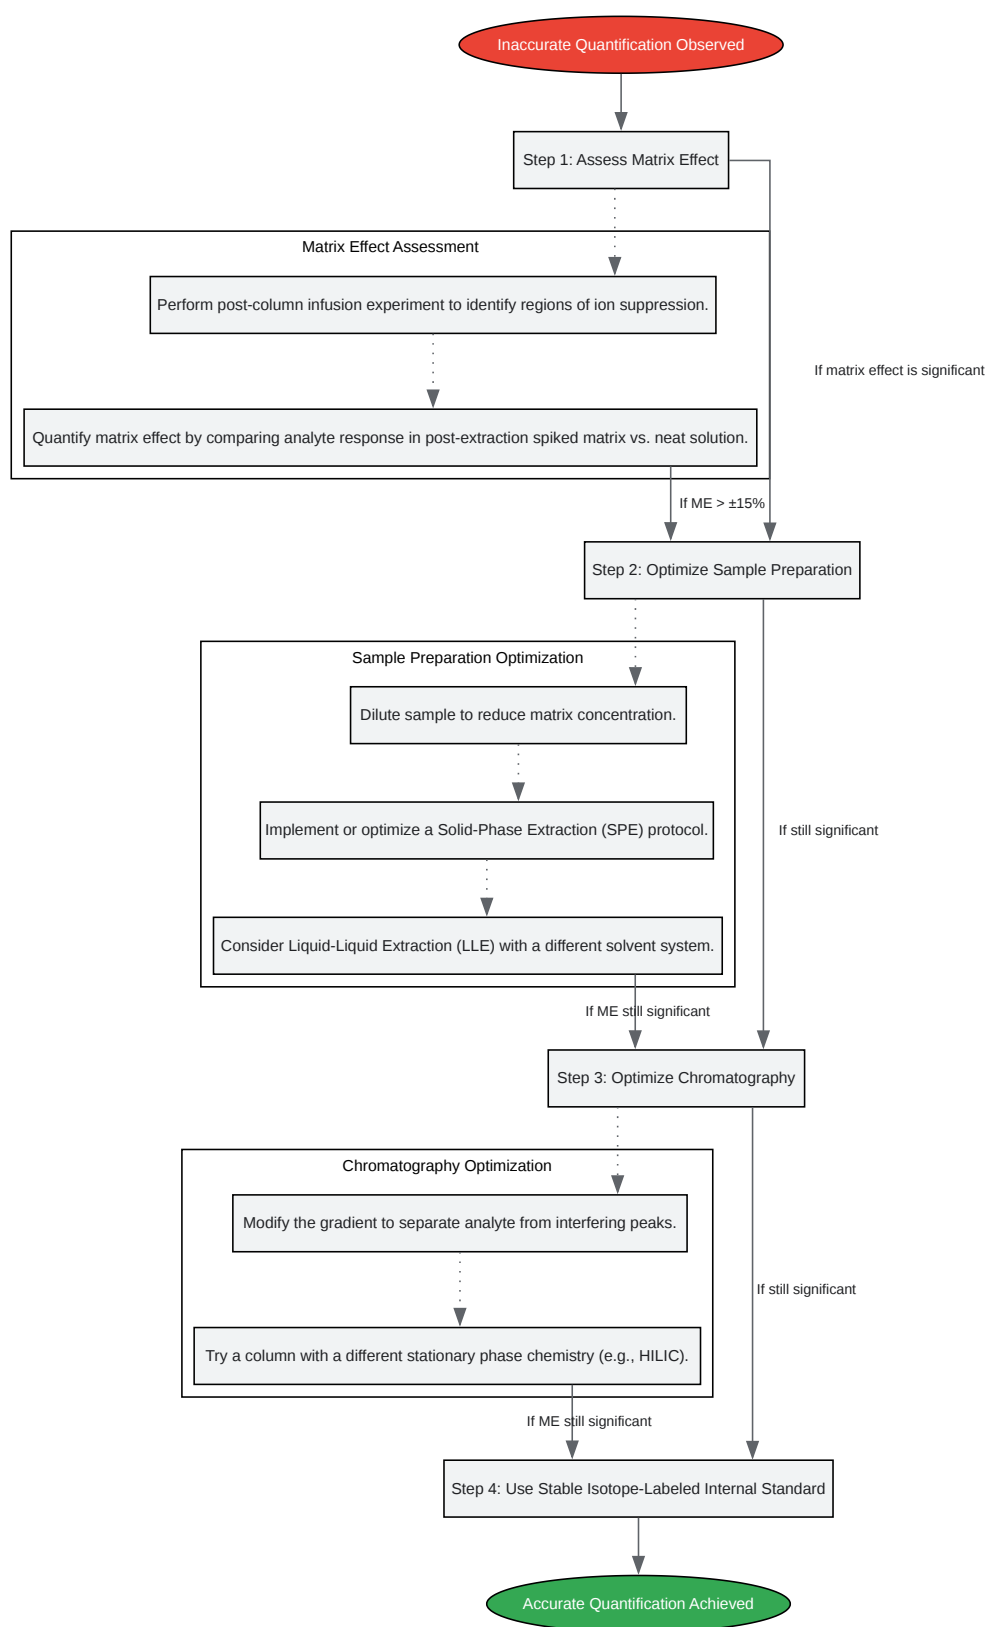 Inaccurate Quantification Observed
Step 1: Assess Matrix Effect
Matrix Effect Assessment
Perform post-column infusion experiment to identify regions of ion suppression.
If matrix effect is significant
Quantify matrix effect by comparing analyte response in post-extraction spiked matrix vs. neat solution.
If ME > ±15%
Step 2: Optimize Sample Preparation
Sample Preparation Optimization
Dilute sample to reduce matrix concentration.
Implement or optimize a Solid-Phase Extraction (SPE) protocol.
If still significant
Consider Liquid-Liquid Extraction (LLE) with a different solvent system.
If ME still significant
Step 3: Optimize Chromatography
Chromatography Optimization
Modify the gradient to separate analyte from interfering peaks.
If still significant
Try a column with a different stationary phase chemistry (e.g., HILIC).
If ME still significant
Step 4: Use Stable Isotope-Labeled Internal Standard
Accurate Quantification Achieved